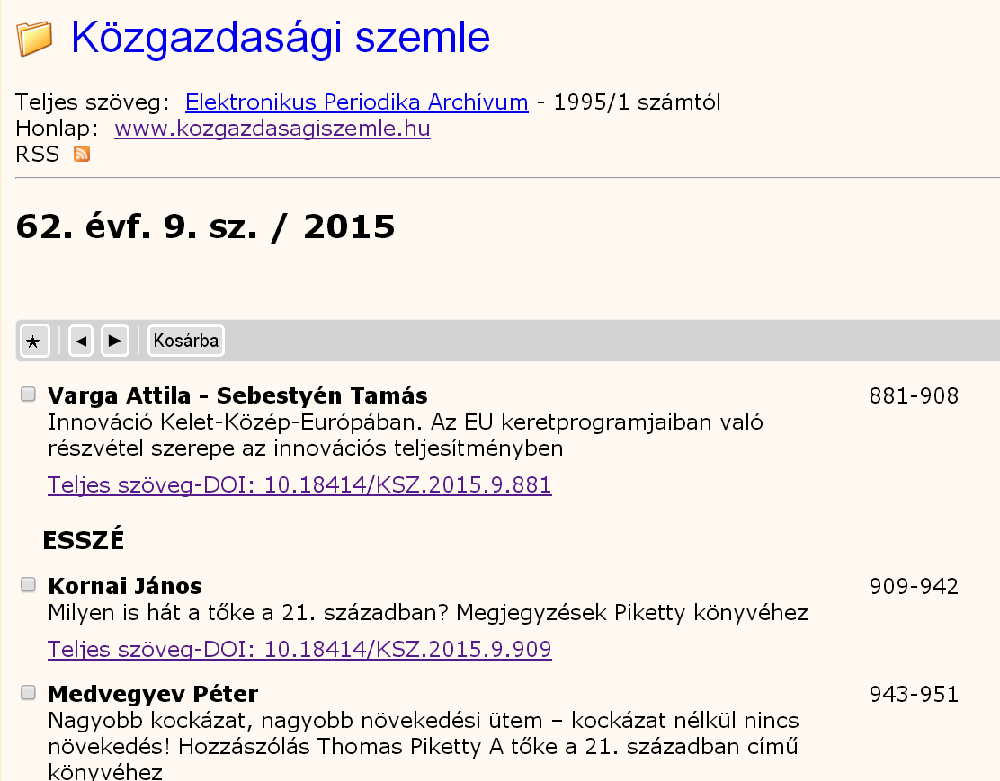 Közgazdasági szemle
Teljes szöveg: Elektronikus Periodika Archívum - 1995/1 számtól
Honlap: www.kozgazdasagiszemle.hu
RSS
62. évf. 9. sz. / 2015
Kosárba
Varga Attila - Sebestyén Tamás 881-908
Innováció Kelet-Közép-Európában. Az EU keretprogramjaiban való
részvétel szerepe az innovációs teljesítményben
Teljes szöveg-DOI: 10.18414/KSZ.2015.9.881
ESSZÉ
Kornai János 909-942
Milyen is hát a tőke a 21. században? Megjegyzések Piketty könyvéhez
Teljes szöveg-DOI: 10.18414/KSZ.2015.9.909
Medvegyev Péter 943-951
Nagyobb kockázat, nagyobb növekedési ütem – kockázat nélkül nincs
növekedés! Hozzászólás Thomas Piketty A tőke a 21. században című
könyvéhez